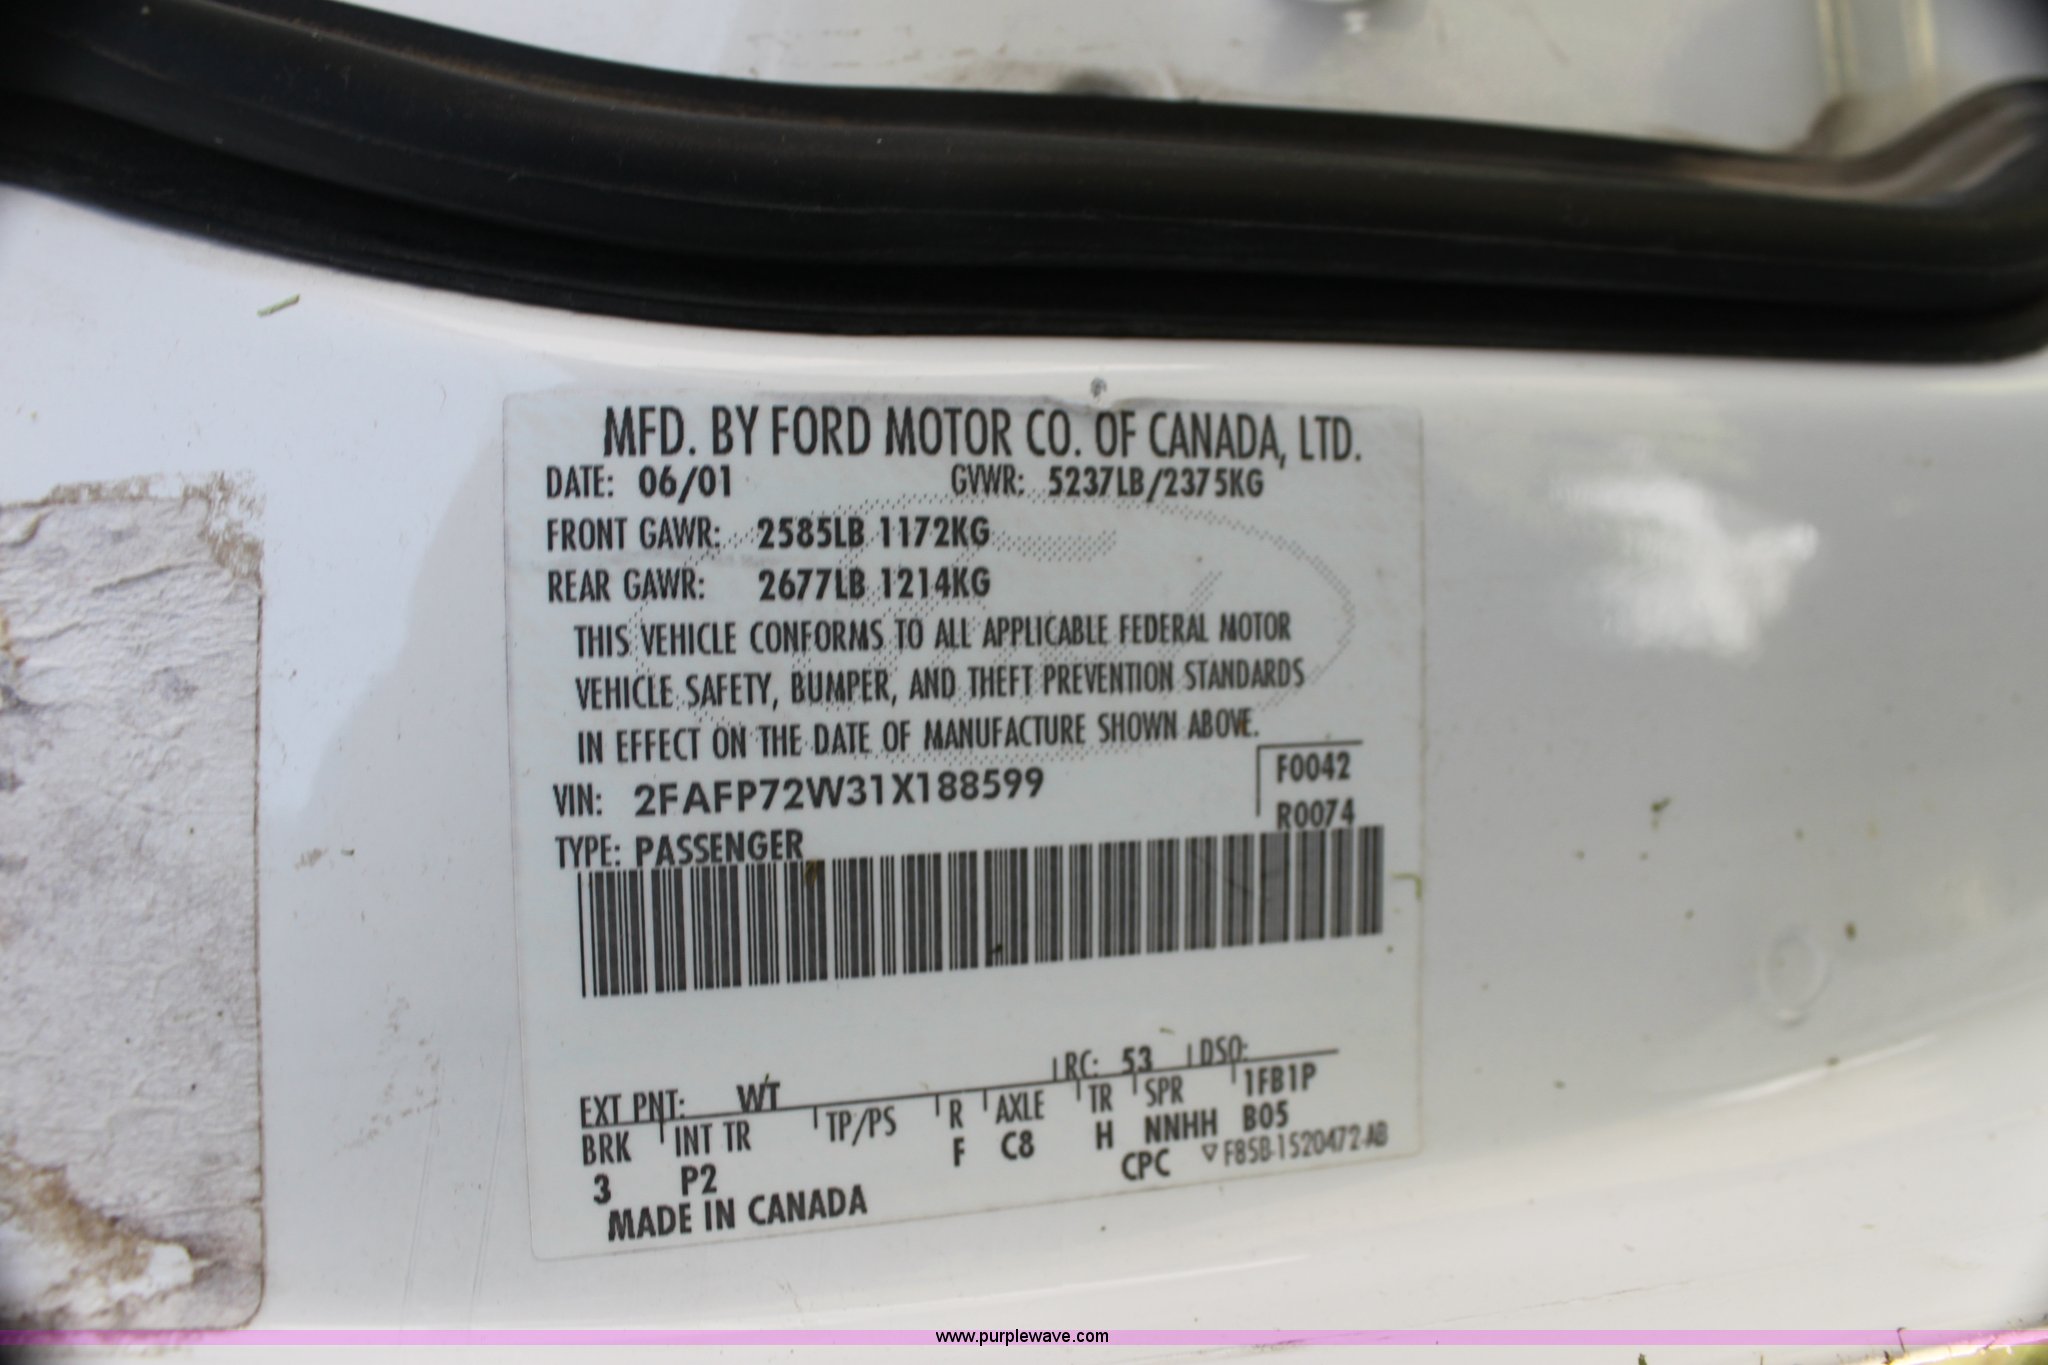 MFD. BY FORD MOTOR CO. OF CANADA, LTD.
DATE: 06/01 GVWR: 5237LB/2375KG
FRONT GAWR: 2585LB 1172KG
REAR GAWR: 2677LB 1214KG
THIS VEHICLE CONFORMS TO ALL APPLICABLE FEDERAL MOTOR
VEHICLE SAFETY, BUMPER, AND THEFT PREVENTION STANDARDS
IN EFFECT ON THE DATE OF MANUFACTURE SHOWN ABOVE.
F0042
VIN: 2FAFP72W31X188599
R0074
TYPE: PASSENGER
EXT PNT: WT RC: 53 DSO:
BRK INT TR TP/PS R AXLE TR SPR 1FB1P
3 P2 F C8 H NNHH B05
CPC ▽F85B-1520472-AB
MADE IN CANADA
www.purplewave.com